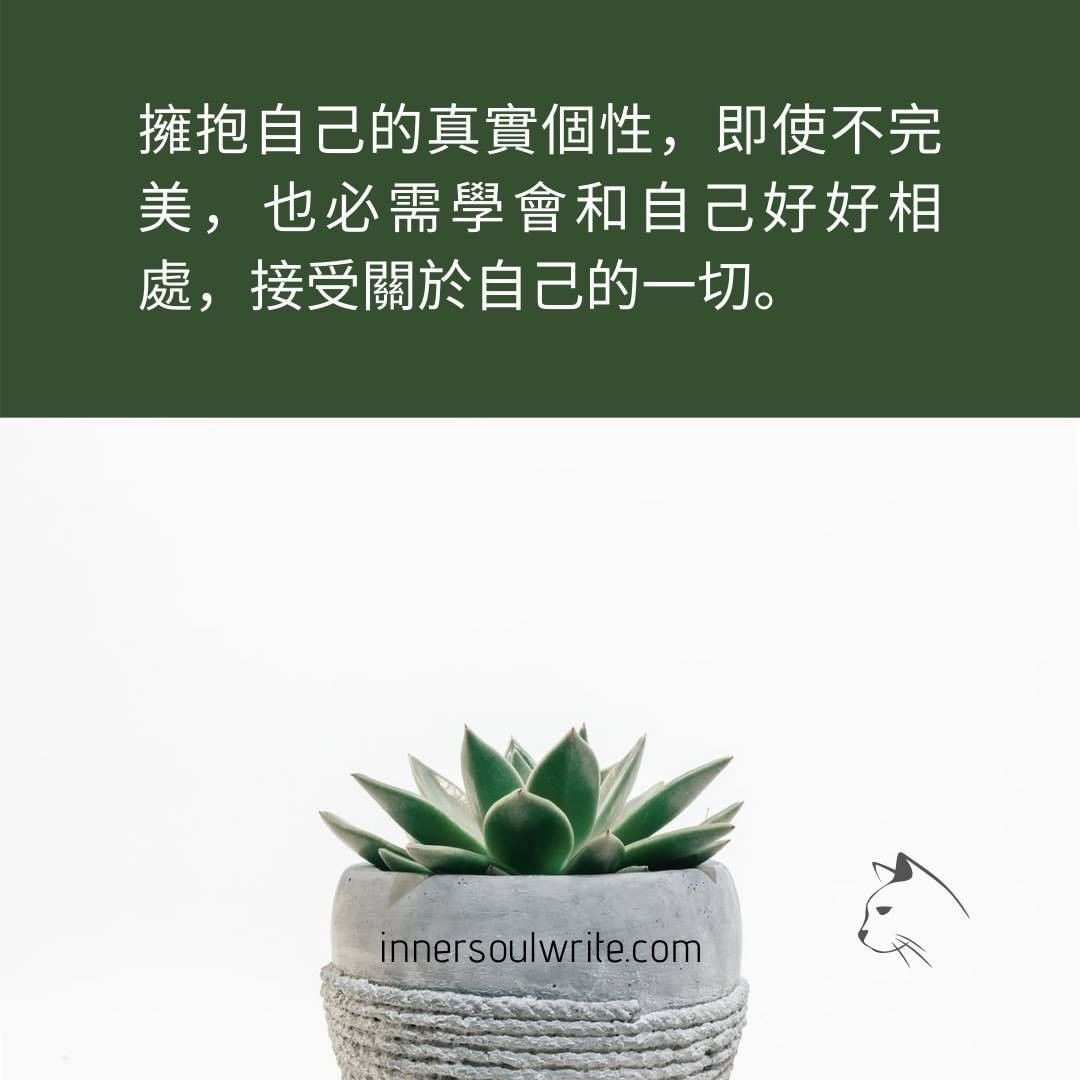 擁抱自己的真實個性，即使不完
美，也必需學會和自己好好相
處，接受關於自己的一切。
innersoulwrite.com